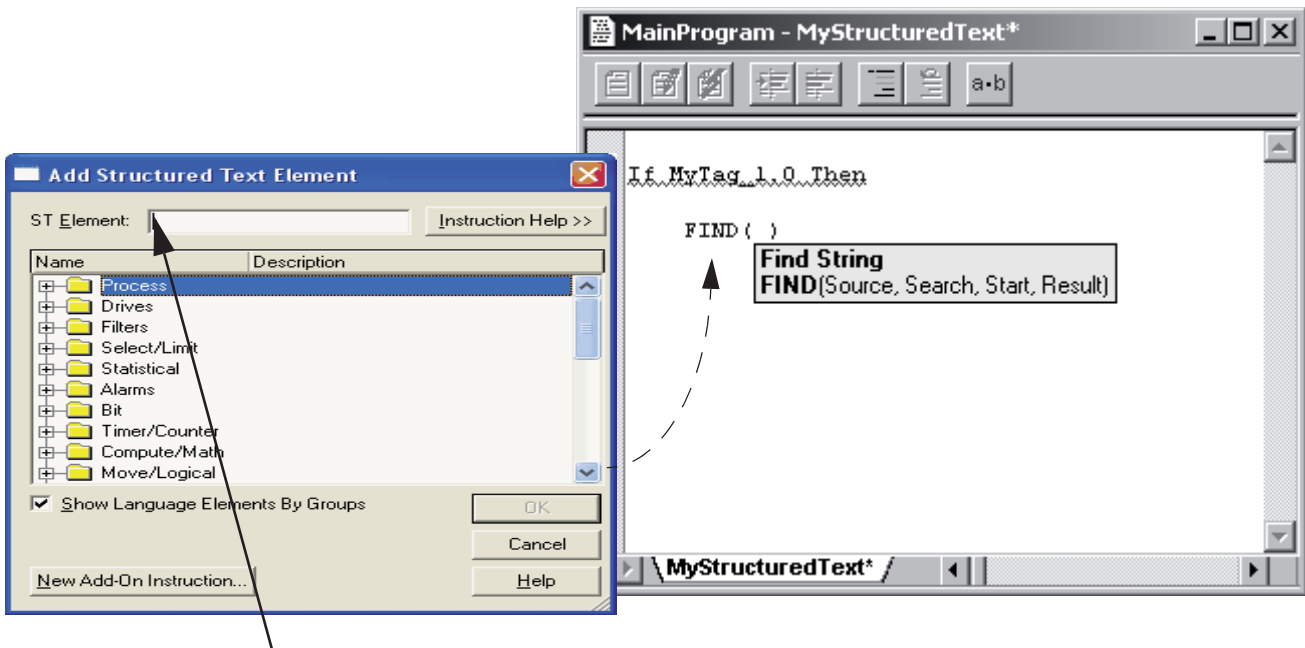 MainProgram - MyStructuredText*
a•b
If MyTag 1.0 Then
FIND( )
Find String
FIND(Source, Search, Start, Result)
MyStructuredText*
Add Structured Text Element
ST Element:
Instruction Help >>
Name Description
Process
Drives
Filters
Select/Limit
Statistical
Alarms
Bit
Timer/Counter
Compute/Math
Move/Logical
Show Language Elements By Groups
OK
Cancel
New Add-On Instruction...
Help